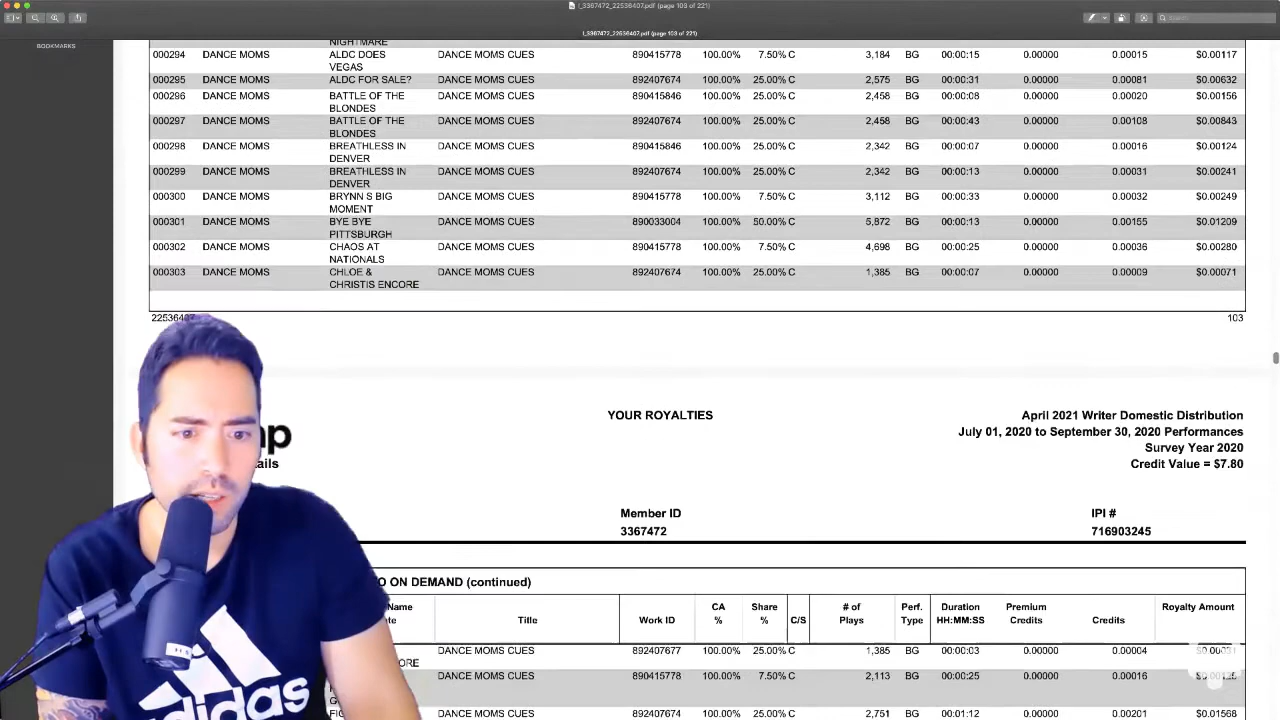 I_3367472_22536407.pdf (page 103 of 221)
Search
I_3367472_22536407.pdf (page 103 of 221)
BOOKMARKS
NIGHTMARE
000294 DANCE MOMS ALDC DOES VEGAS DANCE MOMS CUES 890415778 100.00% 7.50% C 3,184 BG 00:00:15 0.00000 0.00015 $0.00117
000295 DANCE MOMS ALDC FOR SALE? DANCE MOMS CUES 892407674 100.00% 25.00% C 2,575 BG 00:00:31 0.00000 0.00081 $0.00632
000296 DANCE MOMS BATTLE OF THE BLONDES DANCE MOMS CUES 890415846 100.00% 25.00% C 2,458 BG 00:00:08 0.00000 0.00020 $0.00156
000297 DANCE MOMS BATTLE OF THE BLONDES DANCE MOMS CUES 892407674 100.00% 25.00% C 2,458 BG 00:00:43 0.00000 0.00108 $0.00843
000298 DANCE MOMS BREATHLESS IN DENVER DANCE MOMS CUES 890415846 100.00% 25.00% C 2,342 BG 00:00:07 0.00000 0.00016 $0.00124
000299 DANCE MOMS BREATHLESS IN DENVER DANCE MOMS CUES 892407674 100.00% 25.00% C 2,342 BG 00:00:13 0.00000 0.00031 $0.00241
000300 DANCE MOMS BRYNN S BIG MOMENT DANCE MOMS CUES 890415778 100.00% 7.50% C 3,112 BG 00:00:33 0.00000 0.00032 $0.00249
000301 DANCE MOMS BYE BYE PITTSBURGH DANCE MOMS CUES 890033004 100.00% 50.00% C 5,872 BG 00:00:13 0.00000 0.00155 $0.01209
000302 DANCE MOMS CHAOS AT NATIONALS DANCE MOMS CUES 890415778 100.00% 7.50% C 4,698 BG 00:00:25 0.00000 0.00036 $0.00280
000303 DANCE MOMS CHLOE & CHRISTIS ENCORE DANCE MOMS CUES 892407674 100.00% 25.00% C 1,385 BG 00:00:07 0.00000 0.00009 $0.00071
22536407 103
YOUR ROYALTIES
April 2021 Writer Domestic Distribution
July 01, 2020 to September 30, 2020 Performances
Survey Year 2020
Credit Value = $7.80
Member ID IPI #
3367472 716903245
O ON DEMAND (continued)
Name Title Work ID CA % Share % C/S # of Plays Perf. Type Duration HH:MM:SS Premium Credits Credits Royalty Amount
ORE DANCE MOMS CUES 892407677 100.00% 25.00% C 1,385 BG 00:00:03 0.00000 0.00004
DANCE MOMS CUES 890415778 100.00% 7.50% C 2,113 BG 00:00:25 0.00000 0.00016
DANCE MOMS CUES 892407674 100.00% 25.00% C 2,751 BG 00:01:12 0.00000 0.00201 $0.01568
adidas